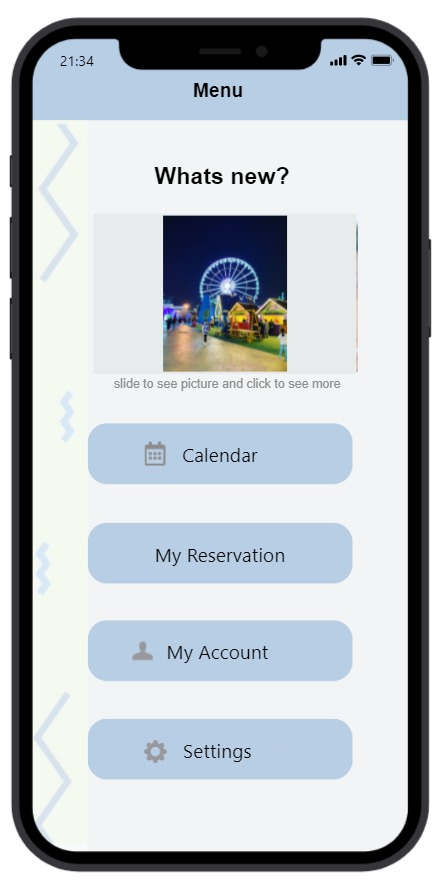 21:34
Menu
Whats new?
slide to see picture and click to see more
Calendar
My Reservation
My Account
Settings